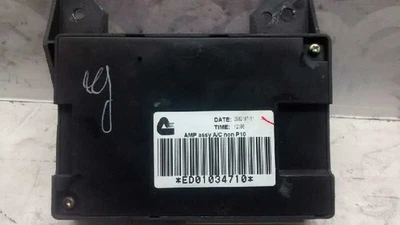 DATE:
TIME:
AMP assy A/C non P10
*ED01034710*